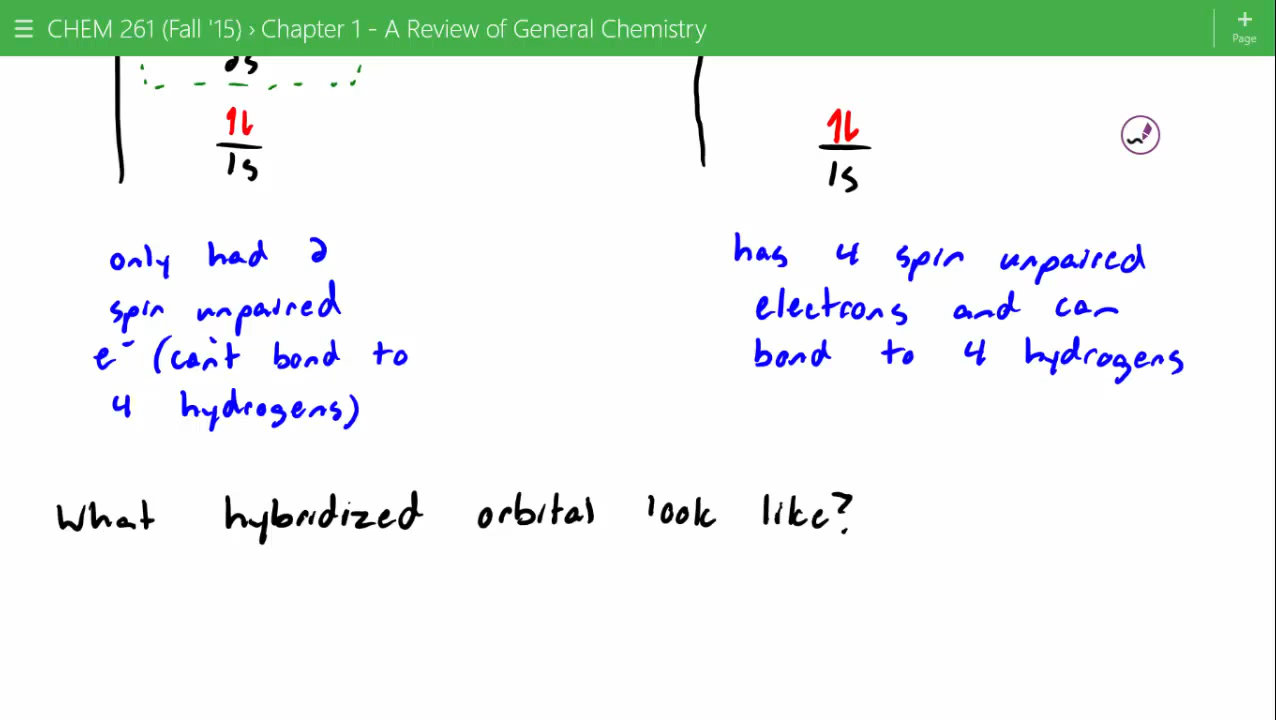 CHEM 261 (Fall '15) › Chapter 1 - A Review of General Chemistry
Page
2s
1s
1s
only had 2
spin unpaired
e⁻ (can't bond to
4 hydrogens)
has 4 spin unpaired
electrons and can
bond to 4 hydrogens
What hybridized orbital look like?